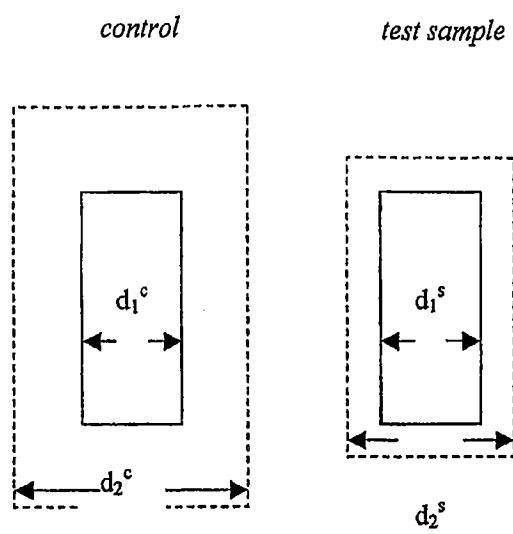 control
test sample
d₁ᶜ
d₁ˢ
d₂ᶜ
d₂ˢ